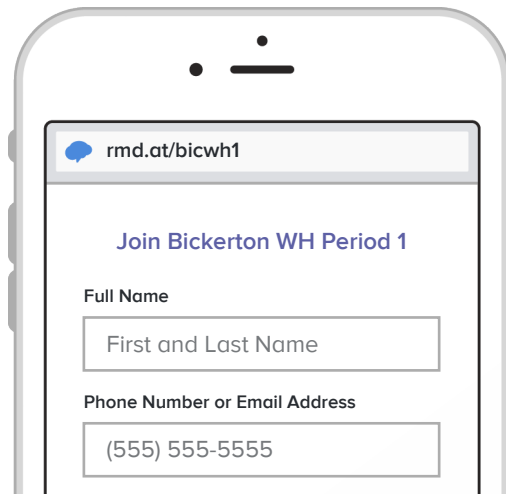 rmd.at/bicwh1
Join Bickerton WH Period 1
Full Name
First and Last Name
Phone Number or Email Address
(555) 555-5555